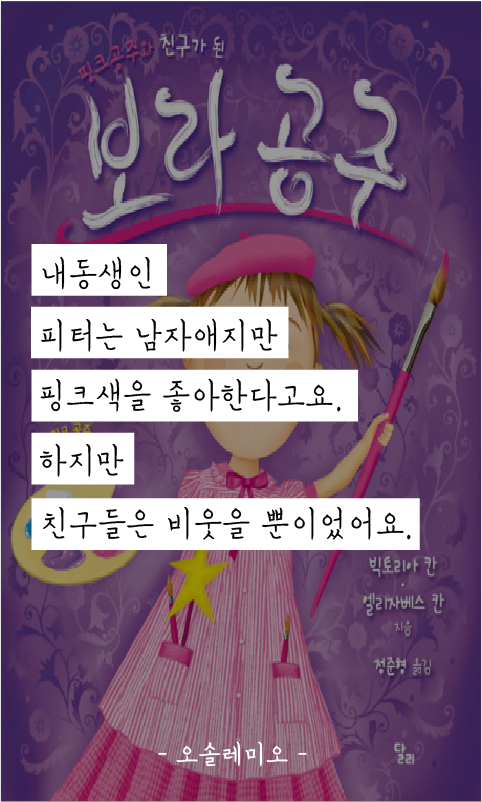 핑크공주와 친구가 된
보라 공주
내동생인
피터는 남자애지만
핑크색을 좋아한다고요.
하지만
친구들은 비웃을 뿐이었어요.
빅토리아 칸
·
엘리자베스 칸
지음
정준형 옮김
- 오솔레미오 -
달리